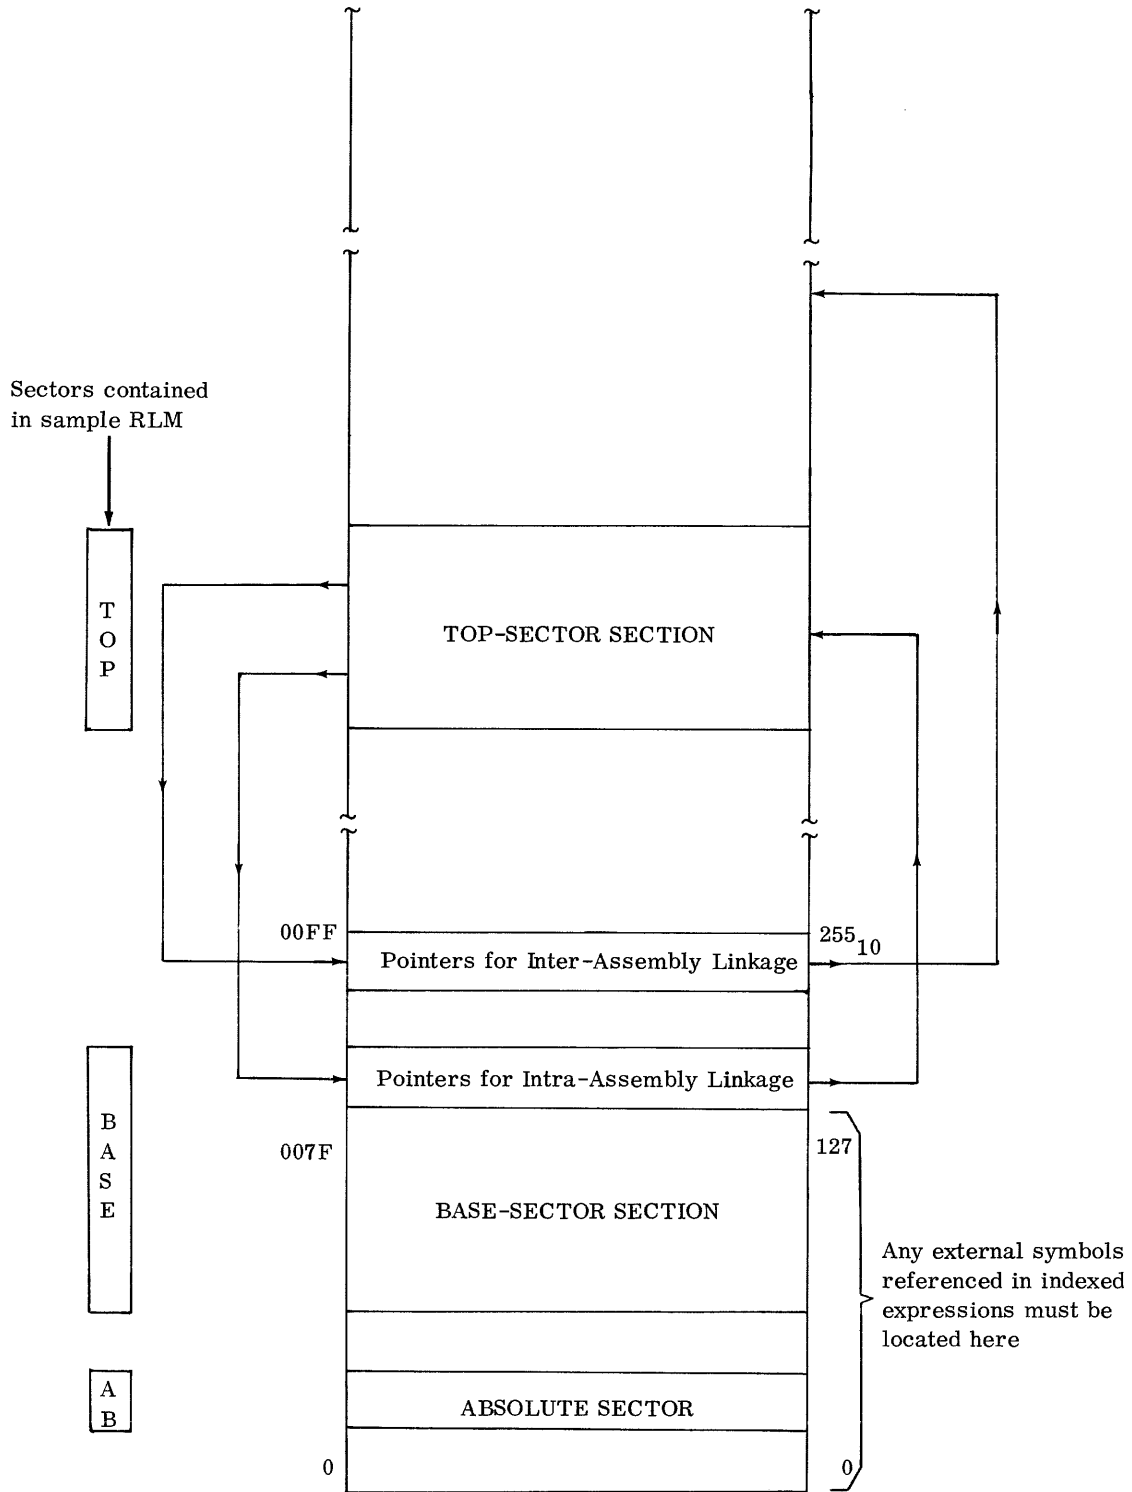 Sectors contained
in sample RLM
T
O
P
TOP-SECTOR SECTION
00FF
255 10
Pointers for Inter-Assembly Linkage
Pointers for Intra-Assembly Linkage
B
A
S
E
007F
127
BASE-SECTOR SECTION
Any external symbols
referenced in indexed
expressions must be
located here
A
B
ABSOLUTE SECTOR
0
0